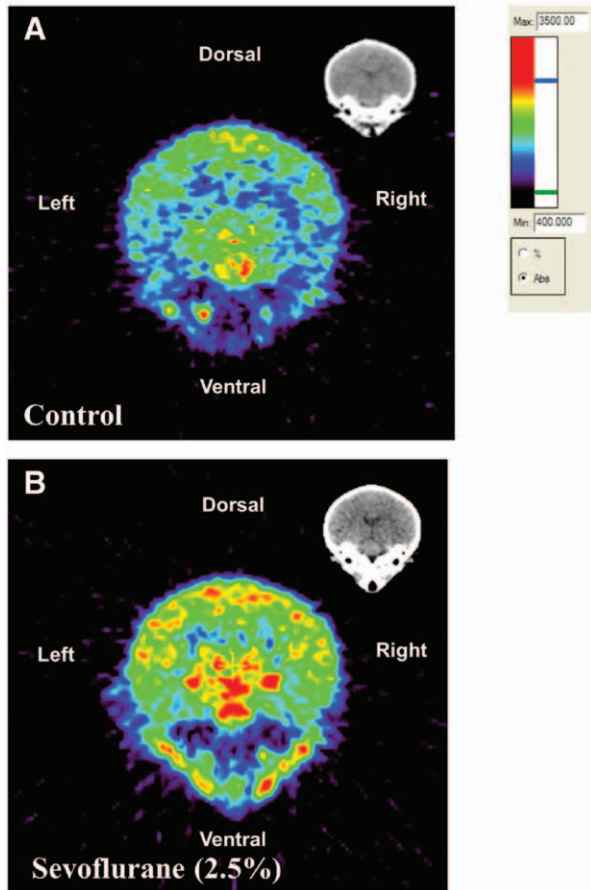 A
Dorsal
Left
Right
Ventral
Control
Max: 3500.00
Min: 400.000
%
Abs
B
Dorsal
Left
Right
Ventral
Sevoflurane (2.5%)